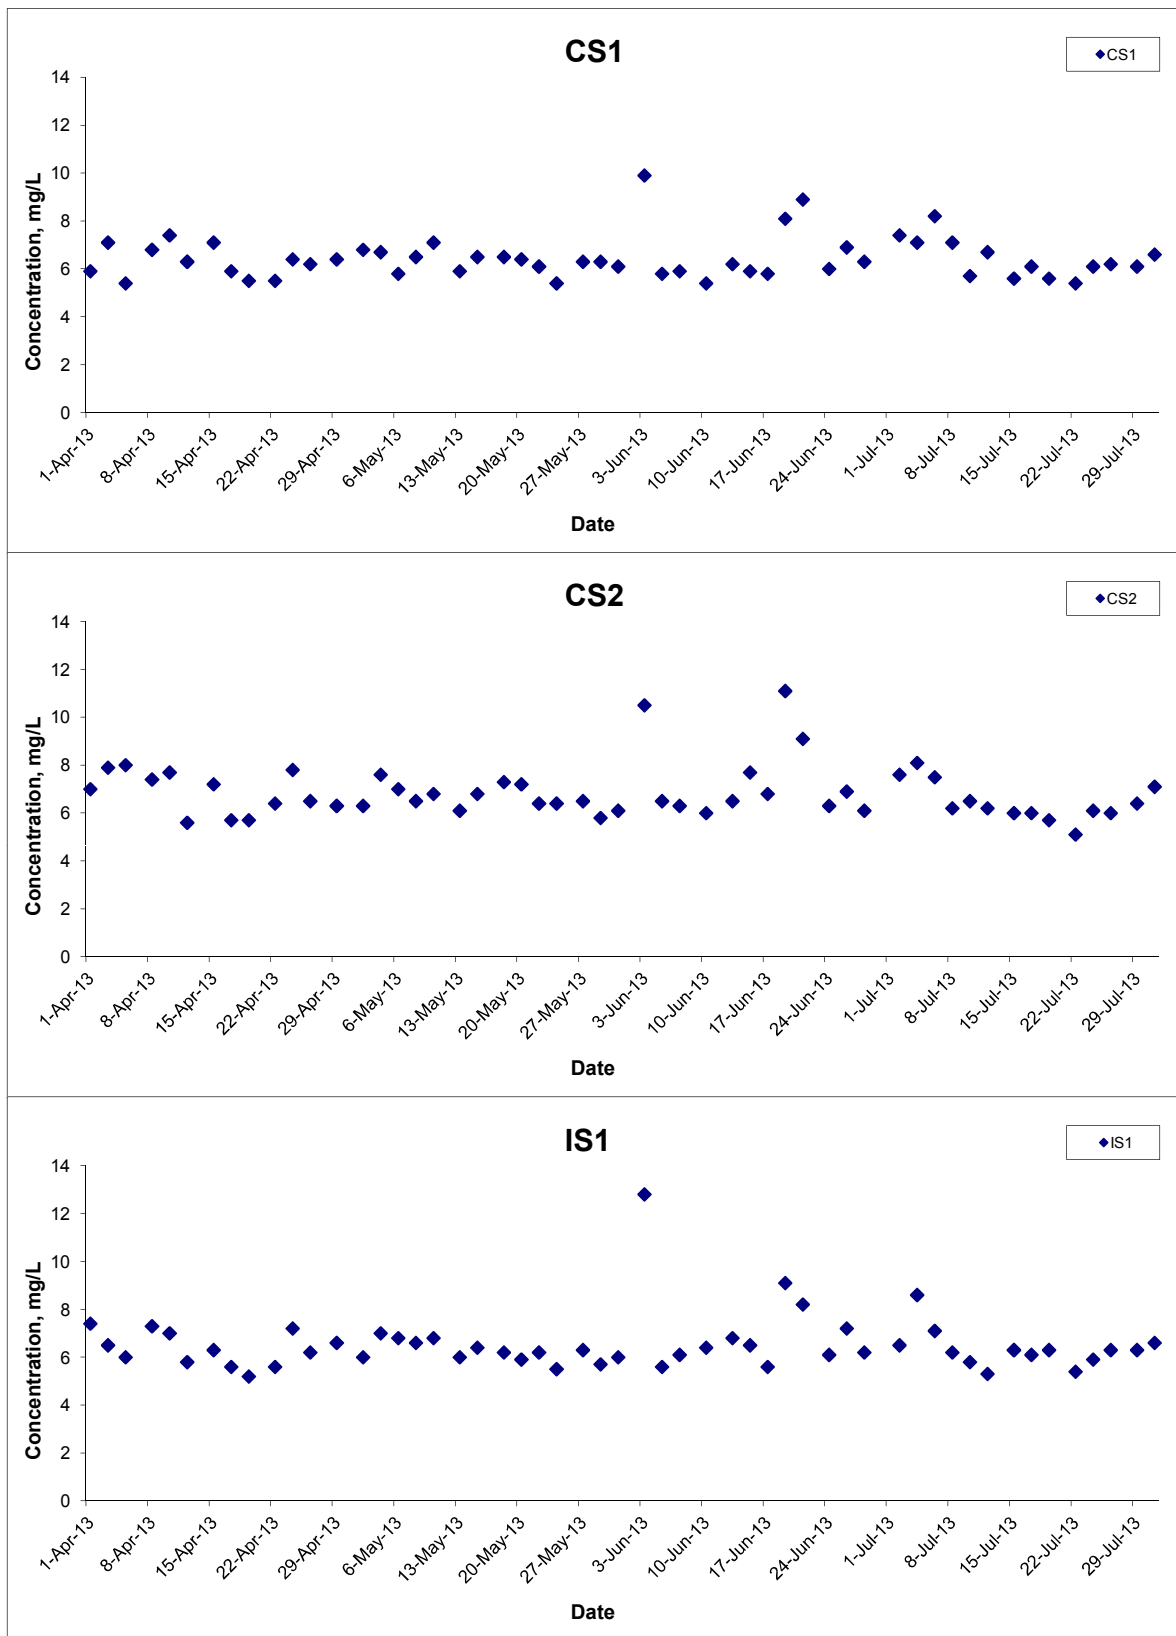 CS1
CS1
14
12
10
8
6
4
2
0
Concentration, mg/L
1-Apr-13
8-Apr-13
15-Apr-13
22-Apr-13
29-Apr-13
6-May-13
13-May-13
20-May-13
27-May-13
3-Jun-13
10-Jun-13
17-Jun-13
24-Jun-13
1-Jul-13
8-Jul-13
15-Jul-13
22-Jul-13
29-Jul-13
Date
CS2
CS2
14
12
10
8
6
4
2
0
Concentration, mg/L
1-Apr-13
8-Apr-13
15-Apr-13
22-Apr-13
29-Apr-13
6-May-13
13-May-13
20-May-13
27-May-13
3-Jun-13
10-Jun-13
17-Jun-13
24-Jun-13
1-Jul-13
8-Jul-13
15-Jul-13
22-Jul-13
29-Jul-13
Date
IS1
IS1
14
12
10
8
6
4
2
0
Concentration, mg/L
1-Apr-13
8-Apr-13
15-Apr-13
22-Apr-13
29-Apr-13
6-May-13
13-May-13
20-May-13
27-May-13
3-Jun-13
10-Jun-13
17-Jun-13
24-Jun-13
1-Jul-13
8-Jul-13
15-Jul-13
22-Jul-13
29-Jul-13
Date